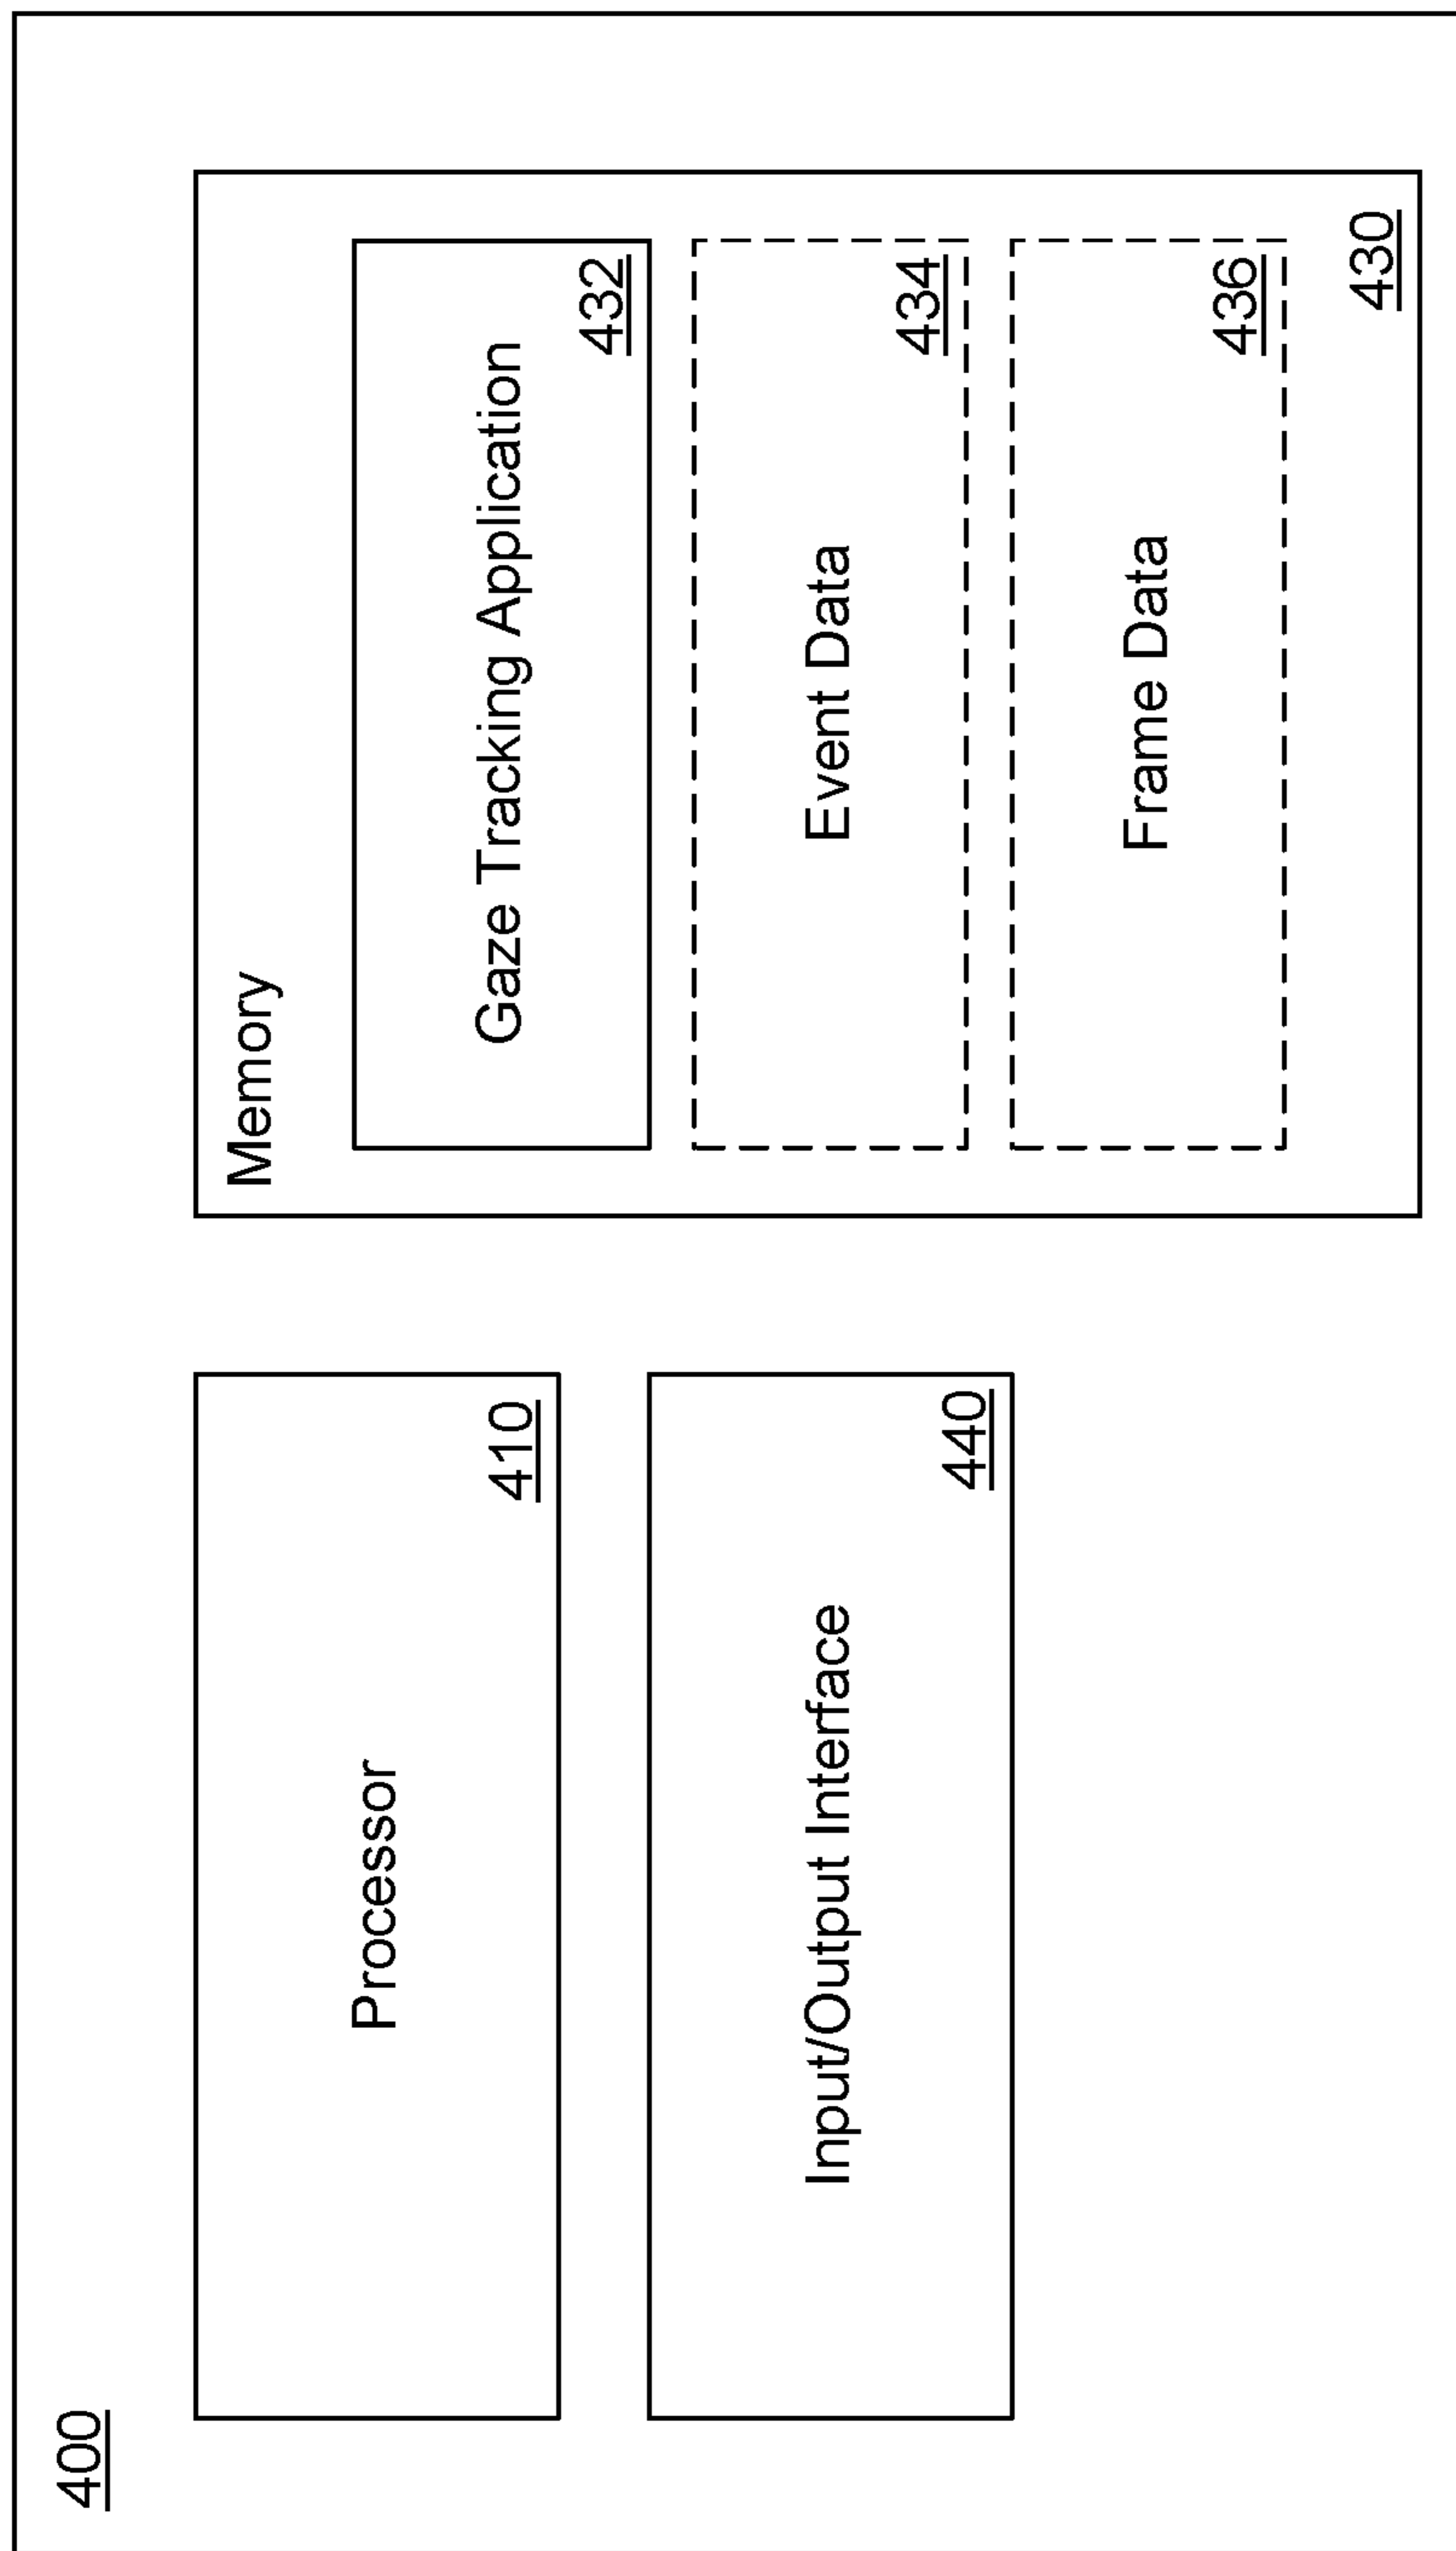 400
Processor
410
Input/Output Interface
440
Memory
Gaze Tracking Application
432
Event Data
434
Frame Data
436
430